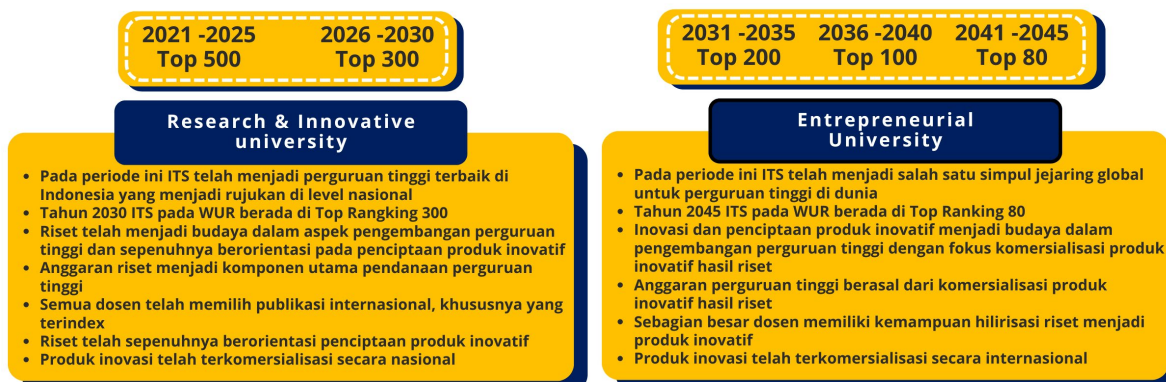 2021 -2025 2026 -2030
Top 500 Top 300
Research & Innovative
university
• Pada periode ini ITS telah menjadi perguruan tinggi terbaik di
Indonesia yang menjadi rujukan di level nasional
• Tahun 2030 ITS pada WUR berada di Top Rangking 300
• Riset telah menjadi budaya dalam aspek pengembangan perguruan
tinggi dan sepenuhnya berorientasi pada penciptaan produk inovatif
• Anggaran riset menjadi komponen utama pendanaan perguruan
tinggi
• Semua dosen telah memilih publikasi internasional, khususnya yang
terindex
• Riset telah sepenuhnya berorientasi penciptaan produk inovatif
• Produk inovasi telah terkomersialisasi secara nasional
2031 -2035 2036 -2040 2041 -2045
Top 200 Top 100 Top 80
Entrepreneurial
University
• Pada periode ini ITS telah menjadi salah satu simpul jejaring global
untuk perguruan tinggi di dunia
• Tahun 2045 ITS pada WUR berada di Top Ranking 80
• Inovasi dan penciptaan produk inovatif menjadi budaya dalam
pengembangan perguruan tinggi dengan fokus komersialisasi produk
inovatif hasil riset
• Anggaran perguruan tinggi berasal dari komersialisasi produk
inovatif hasil riset
• Sebagian besar dosen memiliki kemampuan hilirisasi riset menjadi
produk inovatif
• Produk inovasi telah terkomersialisasi secara internasional